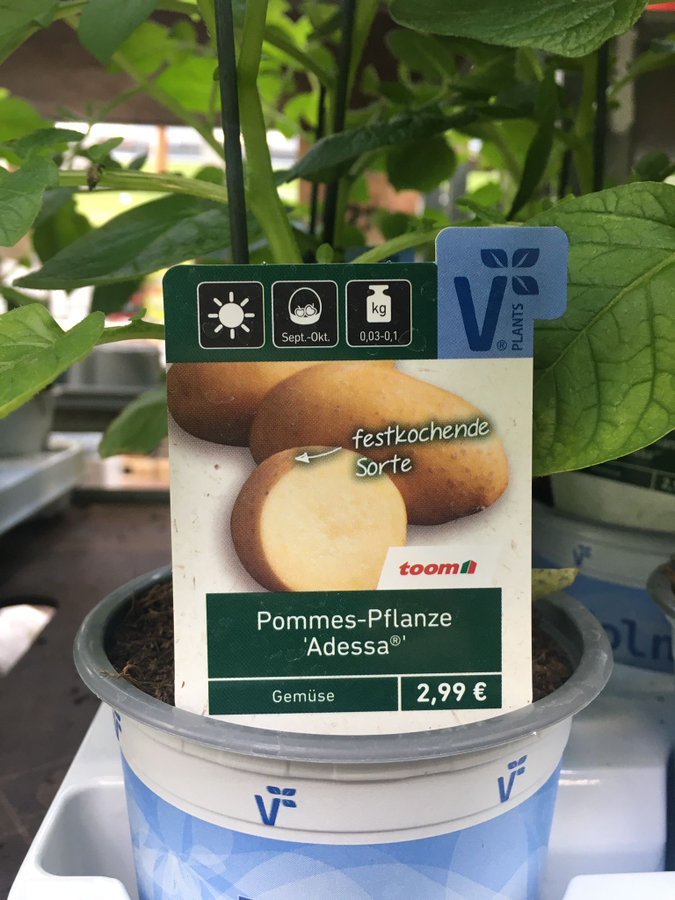 Sept.-Okt.
kg
0,03-0,1
V® PLANTS
festkochende
Sorte
toom
Pommes-Pflanze
'Adessa®'
Gemüse
2,99 €
V
V